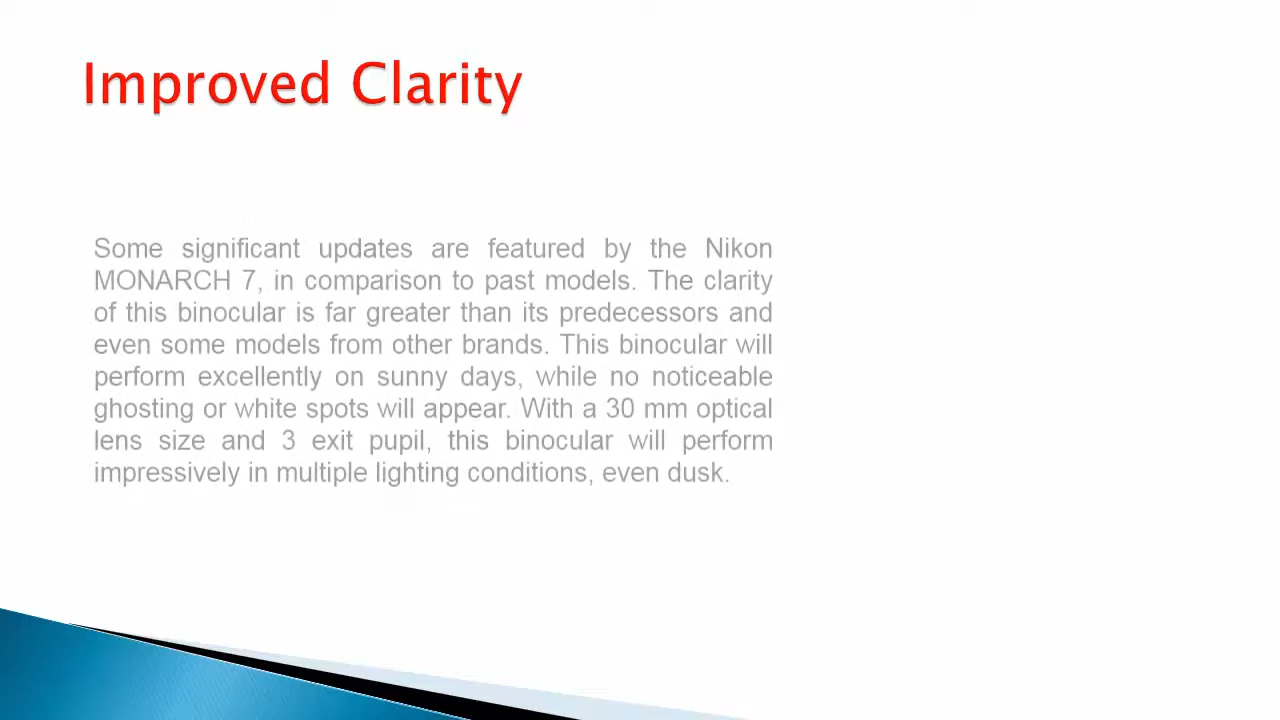 Improved Clarity
Some significant updates are featured by the Nikon
MONARCH 7, in comparison to past models. The clarity
of this binocular is far greater than its predecessors and
even some models from other brands. This binocular will
perform excellently on sunny days, while no noticeable
ghosting or white spots will appear. With a 30 mm optical
lens size and 3 exit pupil, this binocular will perform
impressively in multiple lighting conditions, even dusk.